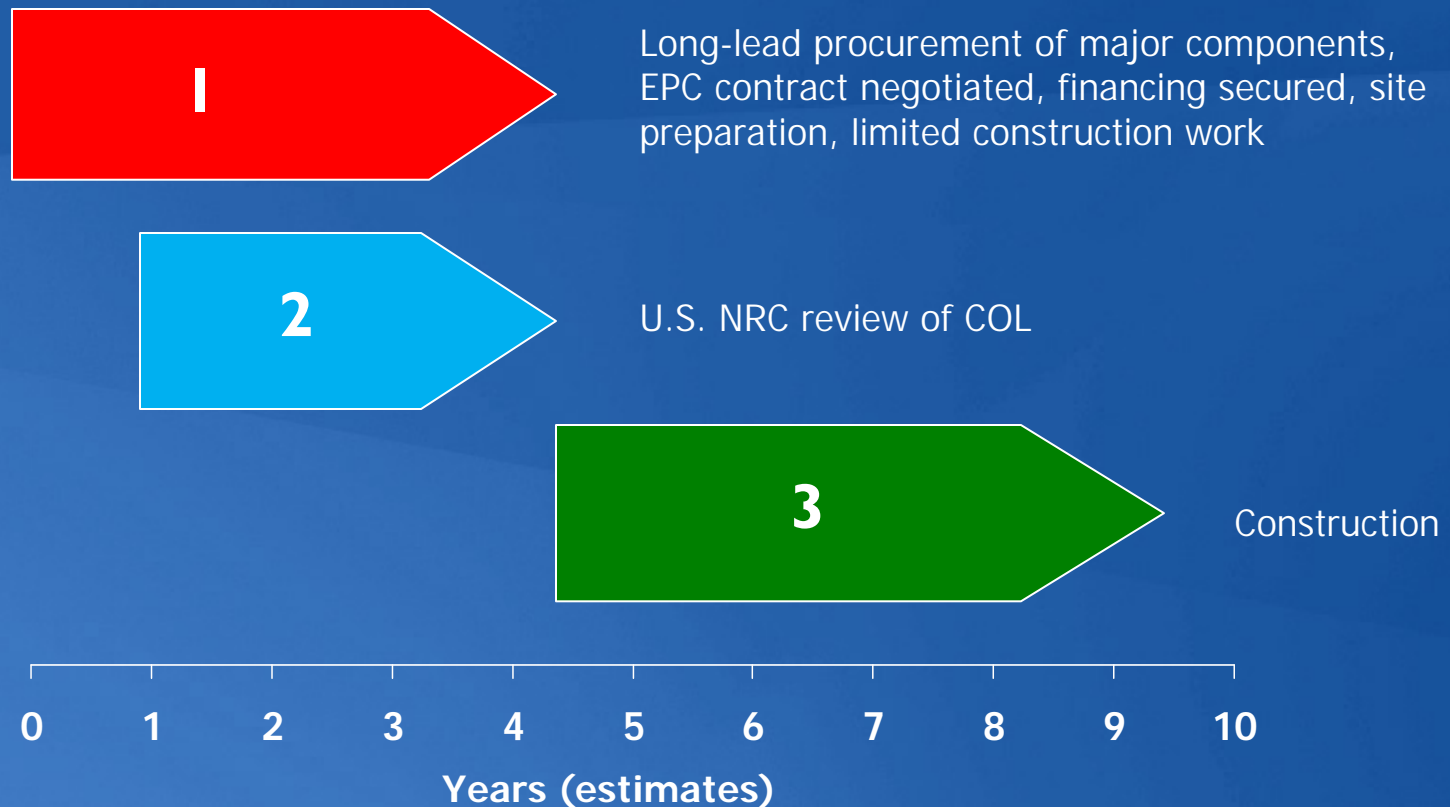 1
Long-lead procurement of major components,
EPC contract negotiated, financing secured, site
preparation, limited construction work
2
U.S. NRC review of COL
3
Construction
0 1 2 3 4 5 6 7 8 9 10
Years (estimates)